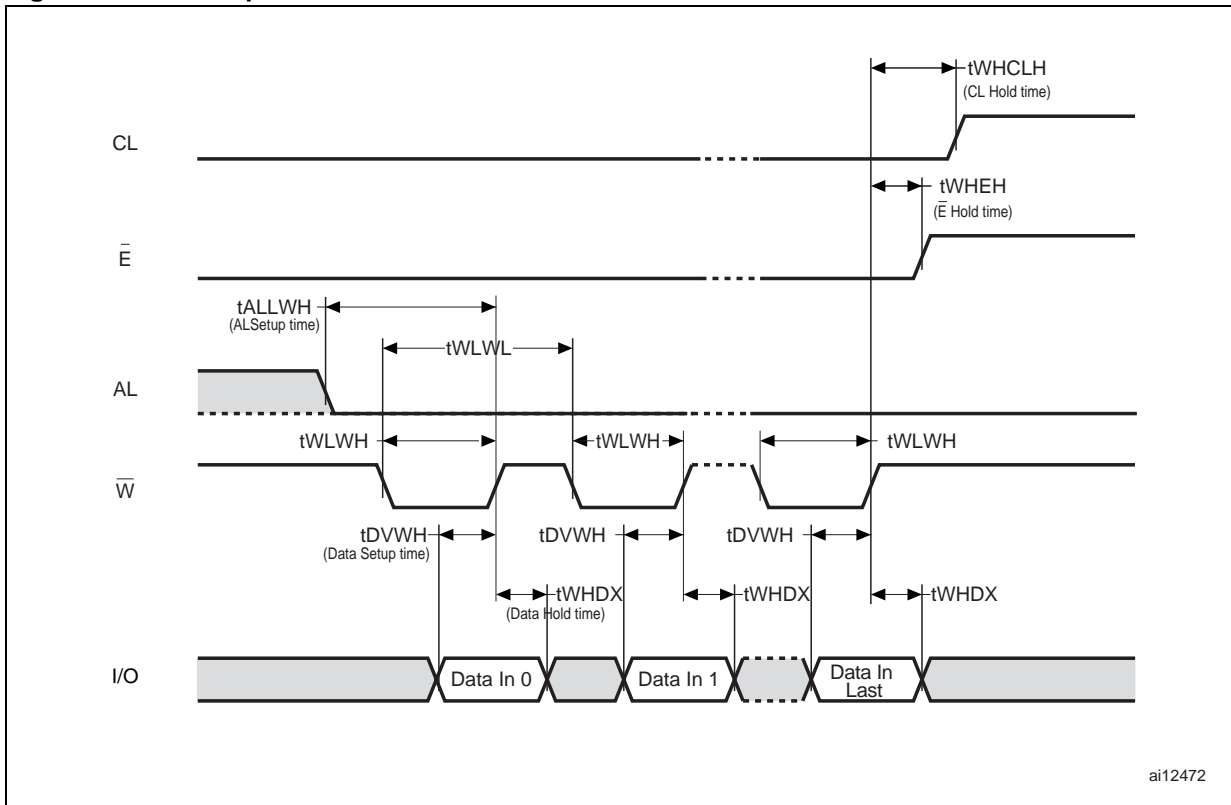 tWHCLH
(CL Hold time)
CL
tWHEH
(E̅ Hold time)
E̅
tALLWH
(ALSetup time)
tWLWL
AL
tWLWH
tWLWH
tWLWH
W̅
tDVWH
(Data Setup time)
tDVWH
tDVWH
tWHDX
(Data Hold time)
tWHDX
tWHDX
I/O
Data In 0
Data In 1
Data In
Last
ai12472